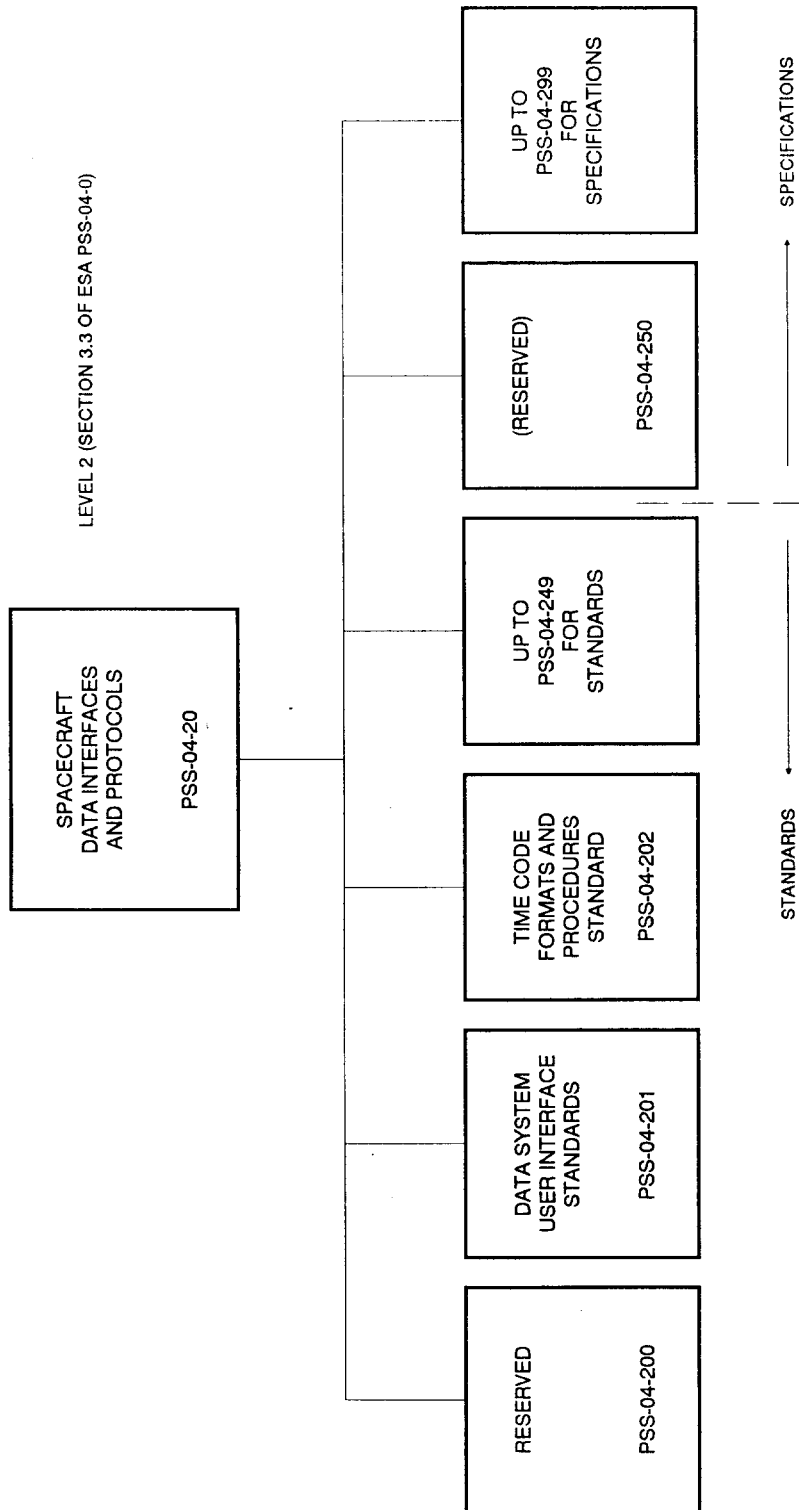 LEVEL 2 (SECTION 3.3 OF ESA PSS-04-0)
SPACECRAFT
DATA INTERFACES
AND PROTOCOLS
PSS-04-20
RESERVED
PSS-04-200
DATA SYSTEM
USER INTERFACE
STANDARDS
PSS-04-201
TIME CODE
FORMATS AND
PROCEDURES
STANDARD
PSS-04-202
UP TO
PSS-04-249
FOR
STANDARDS
(RESERVED)
PSS-04-250
UP TO
PSS-04-299
FOR
SPECIFICATIONS
STANDARDS
SPECIFICATIONS